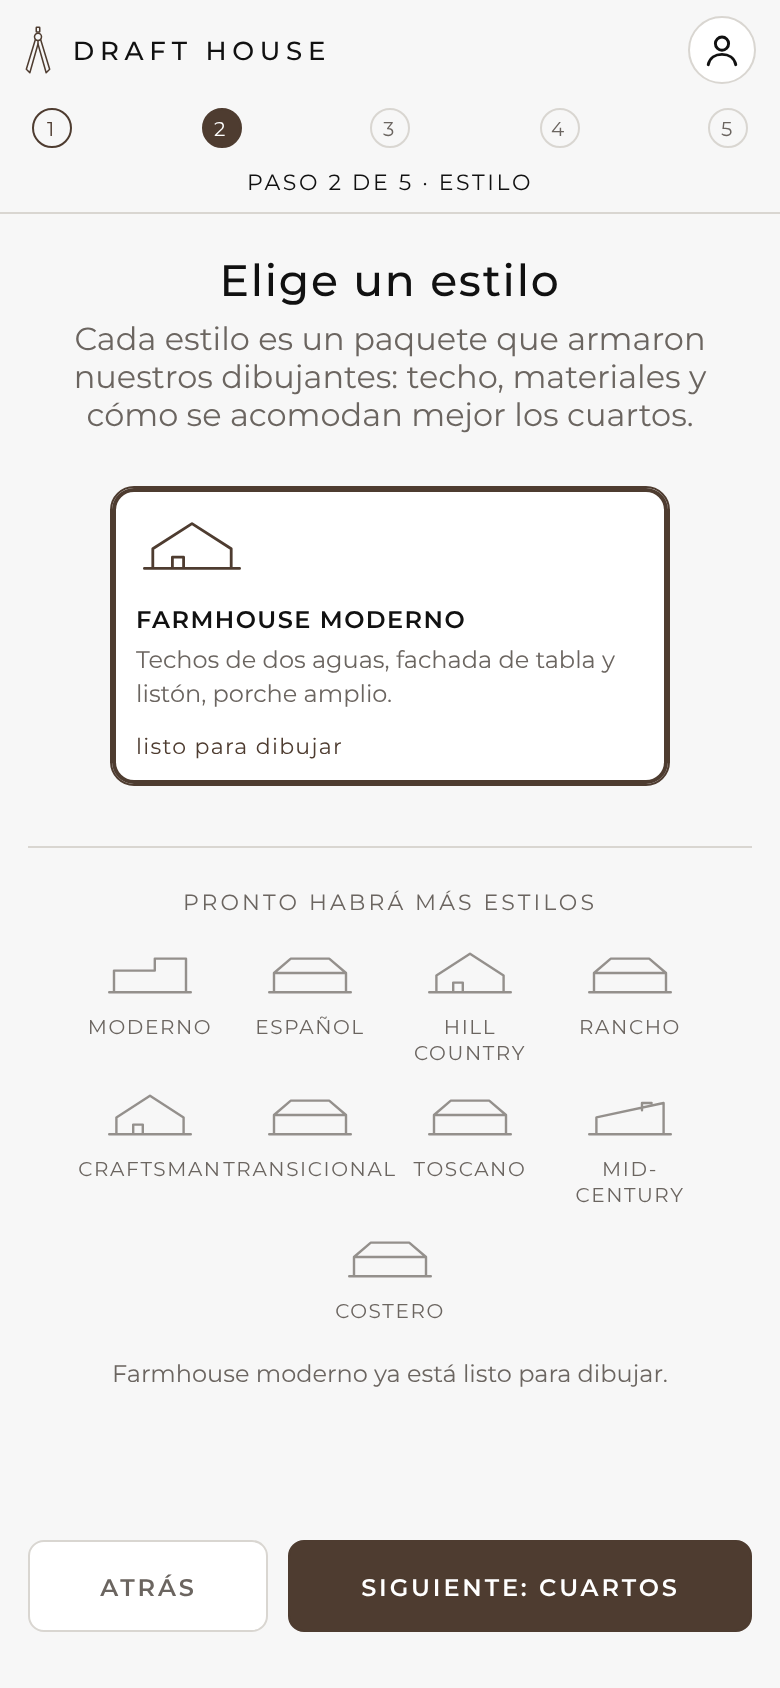 DRAFT HOUSE
1 2 3 4 5
PASO 2 DE 5 · ESTILO
Elige un estilo
Cada estilo es un paquete que armaron
nuestros dibujantes: techo, materiales y
cómo se acomodan mejor los cuartos.
FARMHOUSE MODERNO
Techos de dos aguas, fachada de tabla y
listón, porche amplio.
listo para dibujar
PRONTO HABRÁ MÁS ESTILOS
MODERNO
ESPAÑOL
HILL
COUNTRY
RANCHO
CRAFTSMAN
TRANSICIONAL
TOSCANO
MID-
CENTURY
COSTERO
Farmhouse moderno ya está listo para dibujar.
ATRÁS
SIGUIENTE: CUARTOS